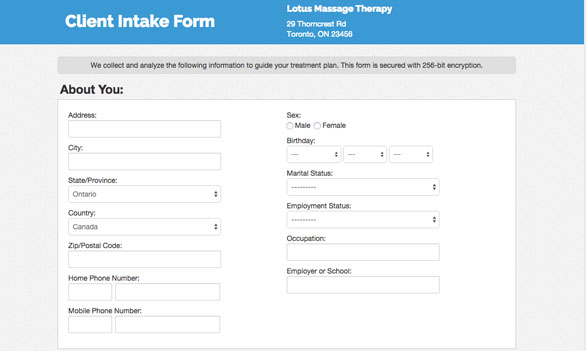 Client Intake Form
Lotus Massage Therapy
29 Thorncrest Rd
Toronto, ON 23456
We collect and analyze the following information to guide your treatment plan. This form is secured with 256-bit encryption.
About You:
Address:
City:
State/Province:
Ontario
Country:
Canada
Zip/Postal Code:
Home Phone Number:
Mobile Phone Number:
Sex:
Male Female
Birthday:
--- --- ---
Marital Status:
---------
Employment Status:
---------
Occupation:
Employer or School: